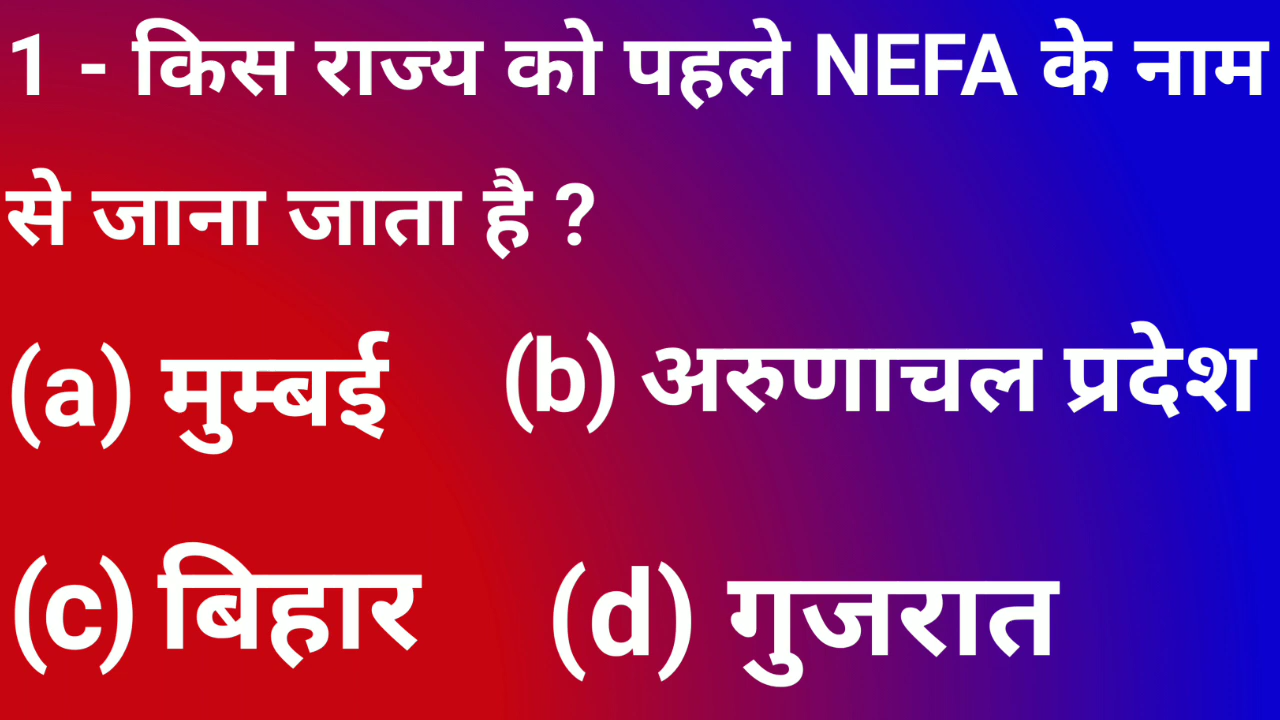 1 - किस राज्य को पहले NEFA के नाम
से जाना जाता है ?
(a) मुम्बई (b) अरुणाचल प्रदेश
(c) बिहार (d) गुजरात